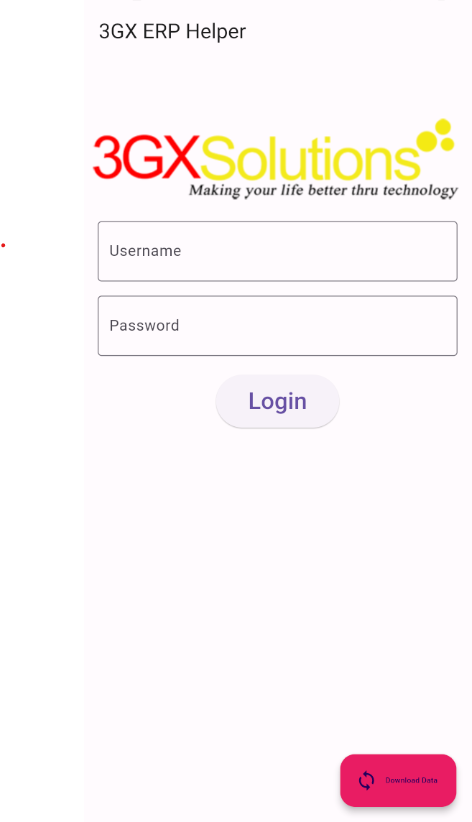 3GX ERP Helper
3GXSolutions
Making your life better thru technology
Username
Password
Login
Download Data